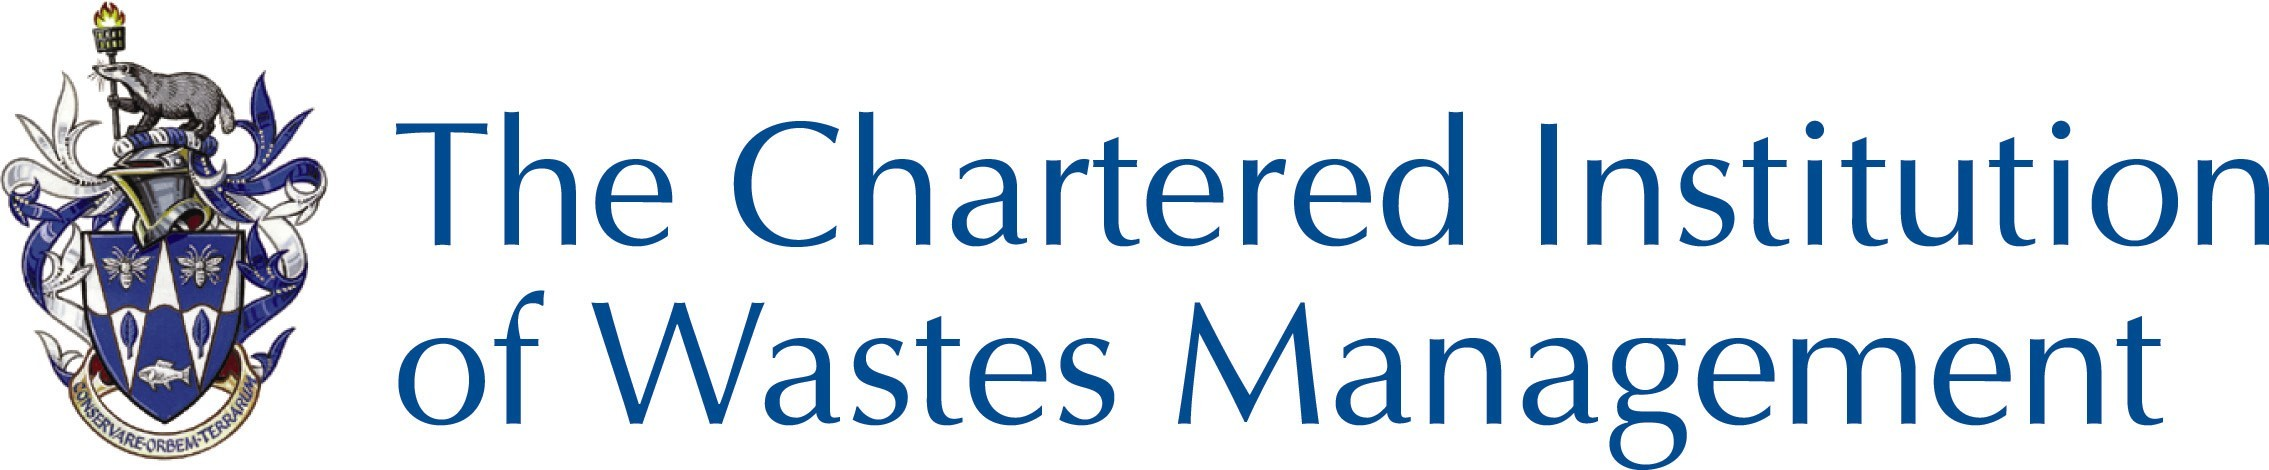 The Chartered Institution
of Wastes Management
CONSERVARE·ORBEM·TERRARUM